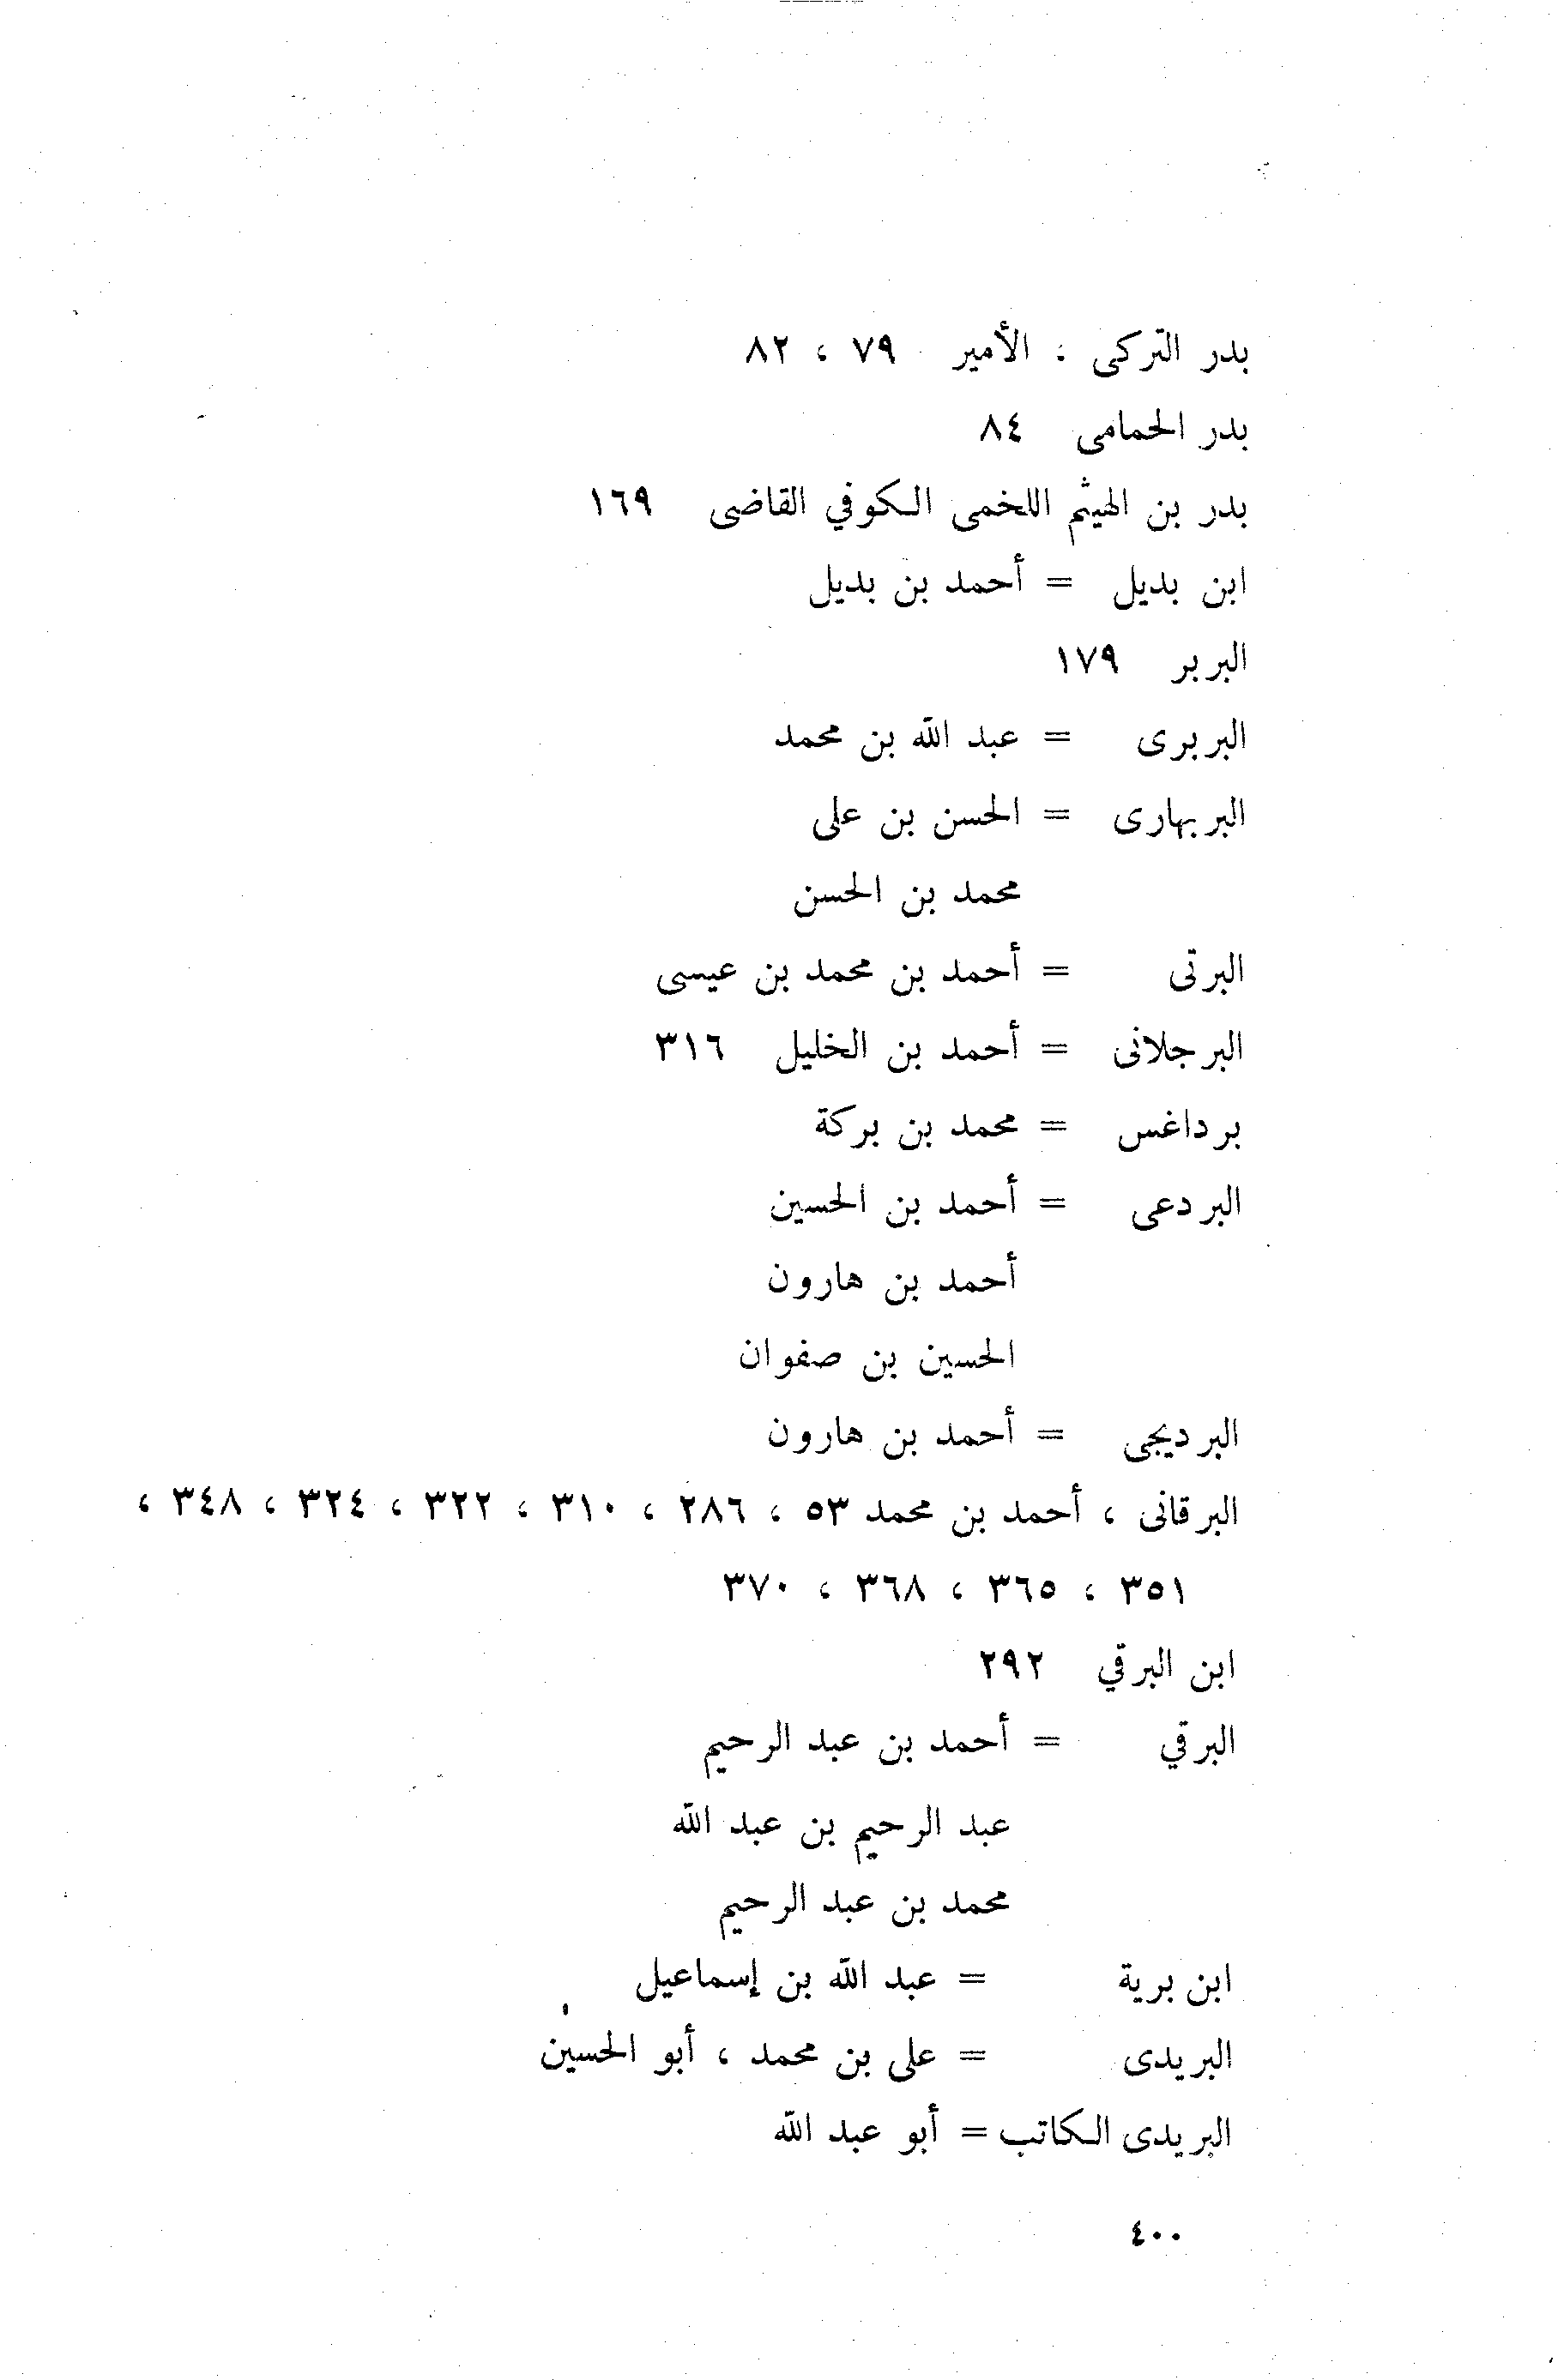 بدر التركى ، الأمير ٧٩ ، ٨٢
بدر الحمامى ٨٤
بدر بن الهيثم اللخمى الكوفي القاضى ١٦٩
ابن بديل = أحمد بن بديل
البربر ١٧٩
البربرى = عبد الله بن محمد
البربهارى = الحسن بن على
محمد بن الحسن
البرتى = أحمد بن محمد بن عيسى
البرجلانى = أحمد بن الخليل ٣١٦
برداغس = محمد بن بركة
البردعى = أحمد بن الحسين
أحمد بن هارون
الحسين بن صفوان
البرديجى = أحمد بن هارون
البرقانى ، أحمد بن محمد ٥٣ ، ٢٨٦ ، ٣١٠ ، ٣٢٢ ، ٣٢٤ ، ٣٤٨ ،
٣٥١ ، ٣٦٥ ، ٣٦٨ ، ٣٧٠
ابن البرقي ٢٩٢
البرقي = أحمد بن عبد الرحيم
عبد الرحيم بن عبد الله
محمد بن عبد الرحيم
ابن برية = عبد الله بن إسماعيل
البريدى = على بن محمد ، أبو الحسين
البريدى الكاتب = أبو عبد الله
٤٠٠